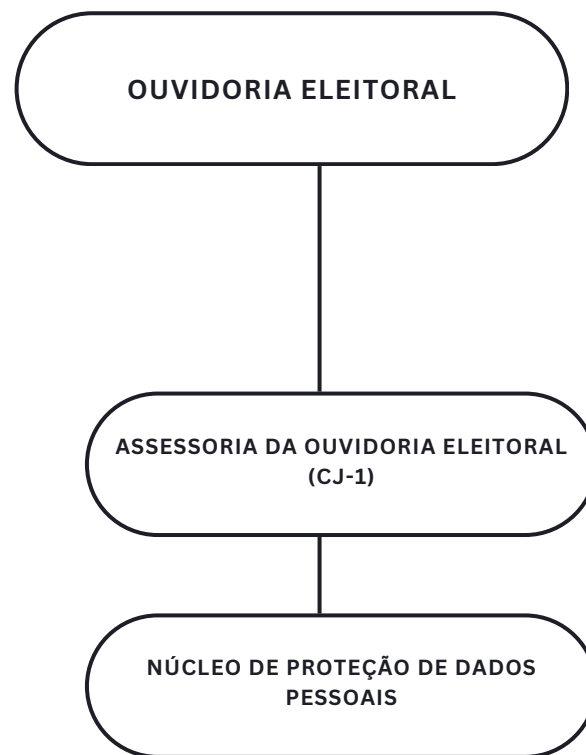 OUVIDORIA ELEITORAL
ASSESSORIA DA OUVIDORIA ELEITORAL
(CJ-1)
NÚCLEO DE PROTEÇÃO DE DADOS
PESSOAIS